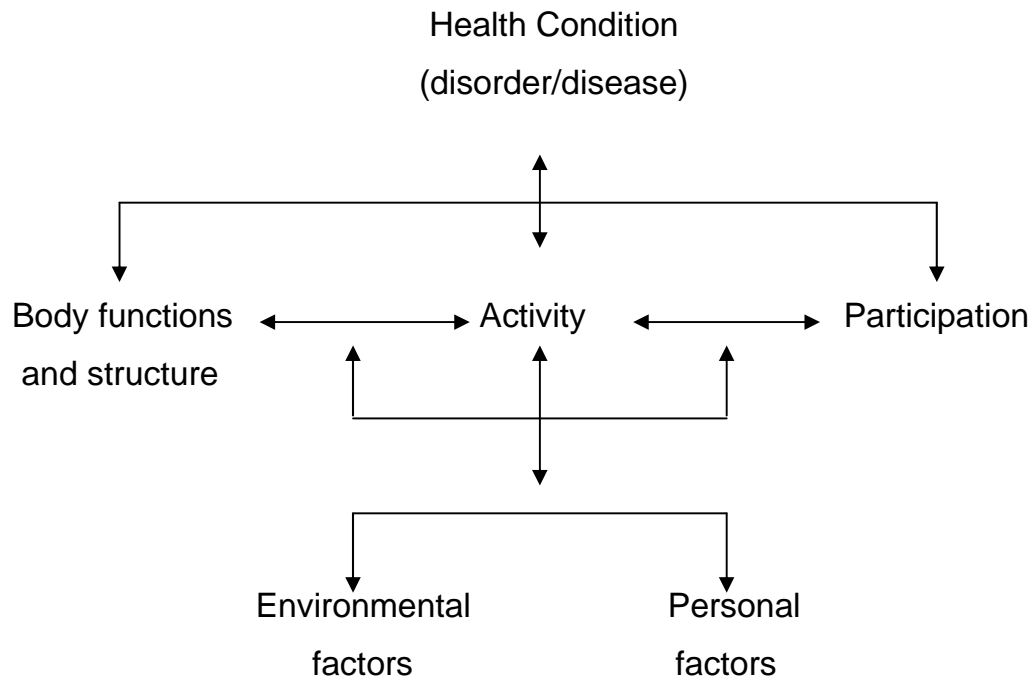 Health Condition
(disorder/disease)
Body functions
and structure
Activity
Participation
Environmental
factors
Personal
factors